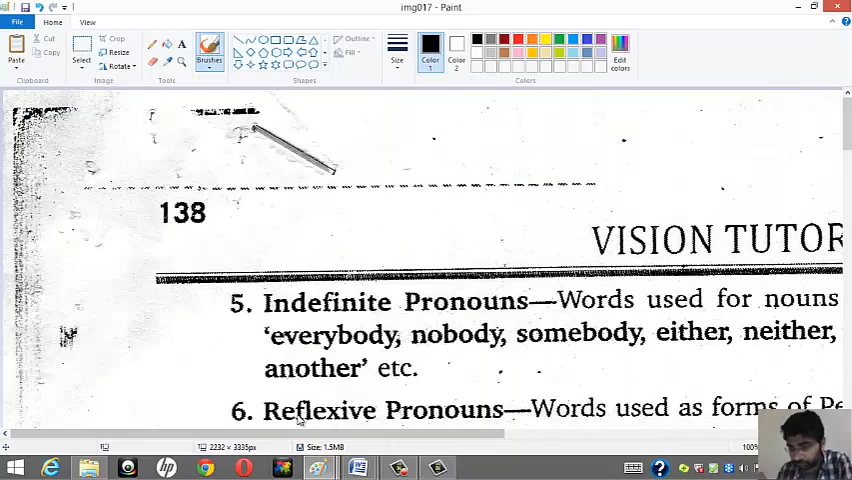 img017 - Paint
File Home View
Cut
Copy
Paste
Select
Crop
Resize
Rotate
Brushes
Outline
Fill
Size
Color 1
Color 2
Edit colors
Clipboard Image Tools Shapes Colors
138
VISION TUTOR
5. Indefinite Pronouns—Words used for nouns
'everybody, nobody, somebody, either, neither,
another' etc.
6. Reflexive Pronouns—Words used as forms of Pe
2232 × 3335px Size: 1.5MB 100%